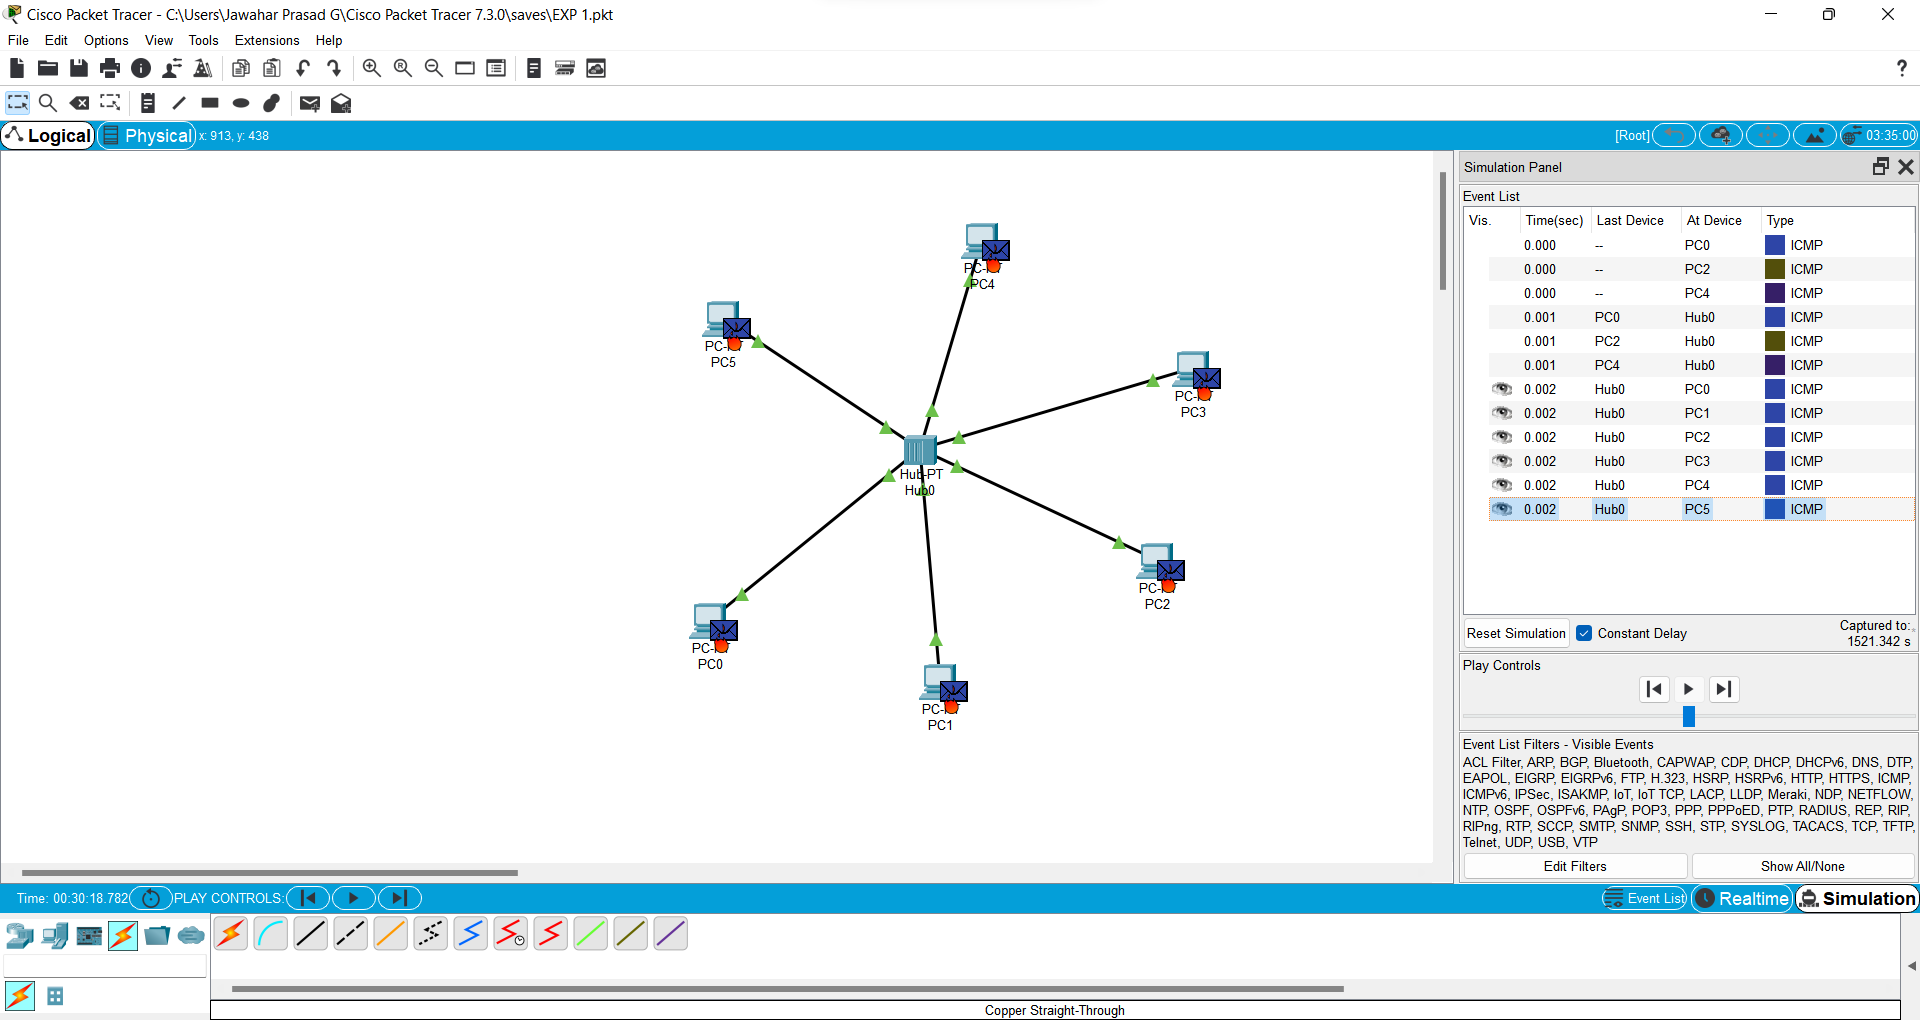 Cisco Packet Tracer - C:\Users\Jawahar Prasad G\Cisco Packet Tracer 7.3.0\saves\EXP 1.pkt
File Edit Options View Tools Extensions Help
?
Logical Physical x: 913, y: 438
[Root] 03:35:00
Simulation Panel
Event List
Vis. Time(sec) Last Device At Device Type
0.000 -- PC0 ICMP
0.000 -- PC2 ICMP
0.000 -- PC4 ICMP
0.001 PC0 Hub0 ICMP
0.001 PC2 Hub0 ICMP
0.001 PC4 Hub0 ICMP
0.002 Hub0 PC0 ICMP
0.002 Hub0 PC1 ICMP
0.002 Hub0 PC2 ICMP
0.002 Hub0 PC3 ICMP
0.002 Hub0 PC4 ICMP
0.002 Hub0 PC5 ICMP
PC4
PC5
PC3
Hub-PT
Hub0
PC2
PC0
PC1
Reset Simulation Constant Delay Captured to:
1521.342 s
Play Controls
Event List Filters - Visible Events
ACL Filter, ARP, BGP, Bluetooth, CAPWAP, CDP, DHCP, DHCPv6, DNS, DTP,
EAPOL, EIGRP, EIGRPv6, FTP, H.323, HSRP, HSRPv6, HTTP, HTTPS, ICMP,
ICMPv6, IPSec, ISAKMP, IoT, IoT TCP, LACP, LLDP, Meraki, NDP, NETFLOW,
NTP, OSPF, OSPFv6, PAgP, POP3, PPP, PPPoED, PTP, RADIUS, REP, RIP,
RIPng, RTP, SCCP, SMTP, SNMP, SSH, STP, SYSLOG, TACACS, TCP, TFTP,
Telnet, UDP, USB, VTP
Edit Filters Show All/None
Time: 00:30:18.782 PLAY CONTROLS: Event List Realtime Simulation
Copper Straight-Through